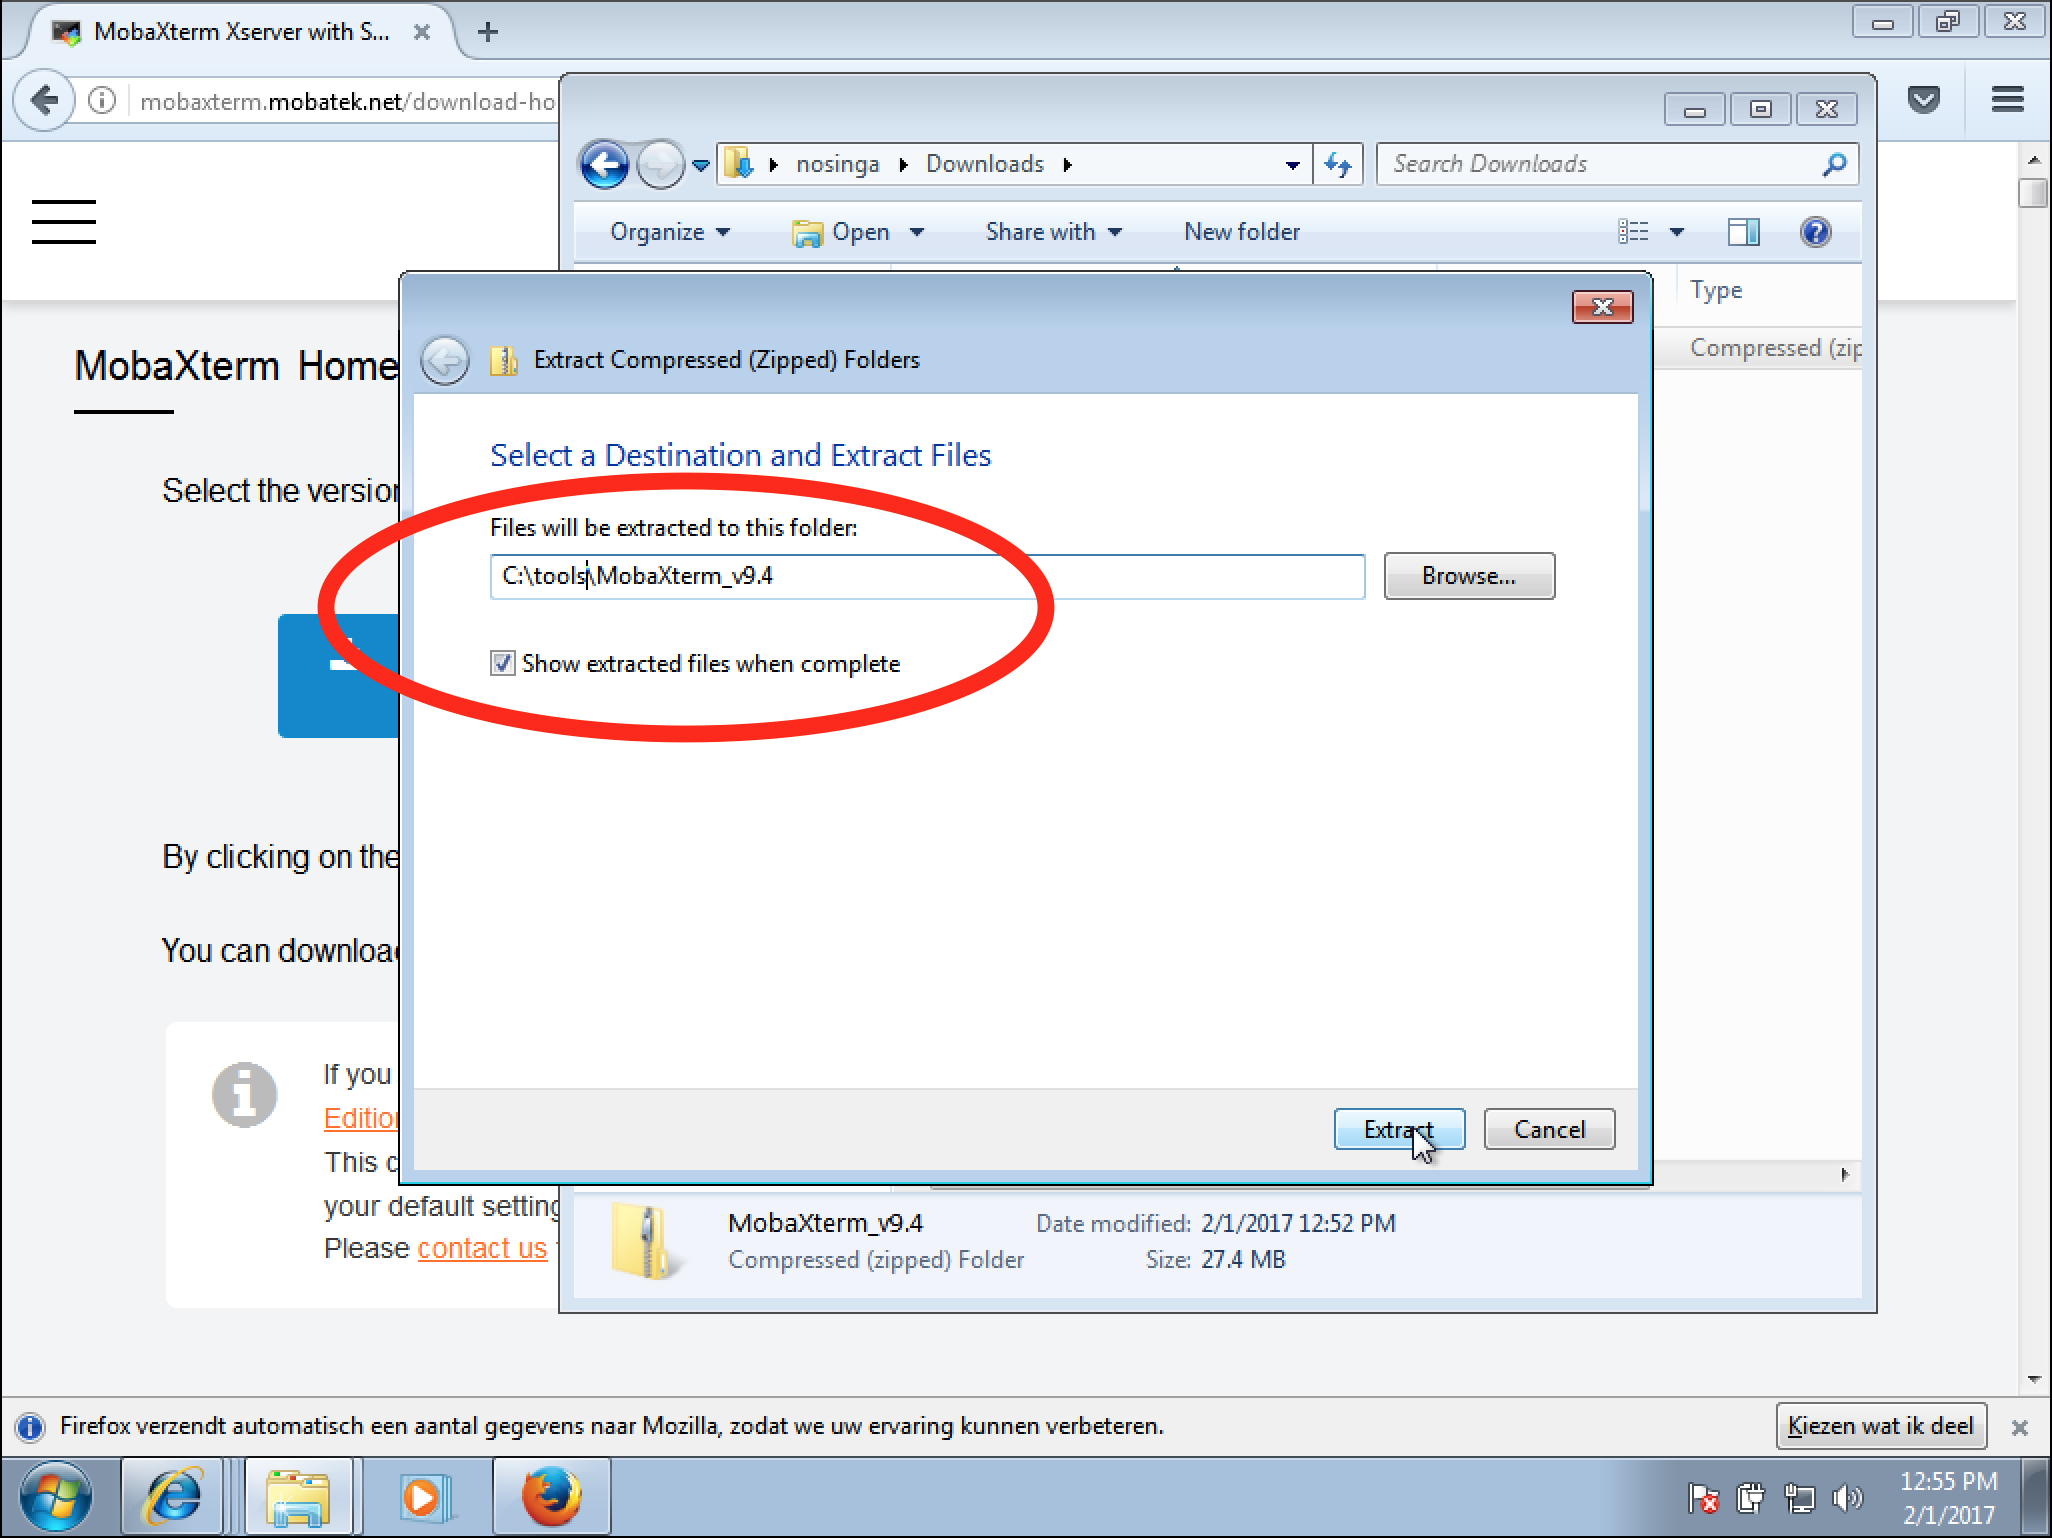 MobaXterm Xserver with S...
mobaxterm.mobatek.net/download-ho
nosinga Downloads
Search Downloads
Organize Open Share with New folder
Type
Compressed (zip
Extract Compressed (Zipped) Folders
Select a Destination and Extract Files
Files will be extracted to this folder:
C:\tools\MobaXterm_v9.4
Browse...
Show extracted files when complete
Extract Cancel
MobaXterm Home
Select the version
By clicking on the
You can download
If you
Edition
This c
your default setting
Please contact us
MobaXterm_v9.4 Date modified: 2/1/2017 12:52 PM
Compressed (zipped) Folder Size: 27.4 MB
Firefox verzendt automatisch een aantal gegevens naar Mozilla, zodat we uw ervaring kunnen verbeteren.
Kiezen wat ik deel
12:55 PM
2/1/2017